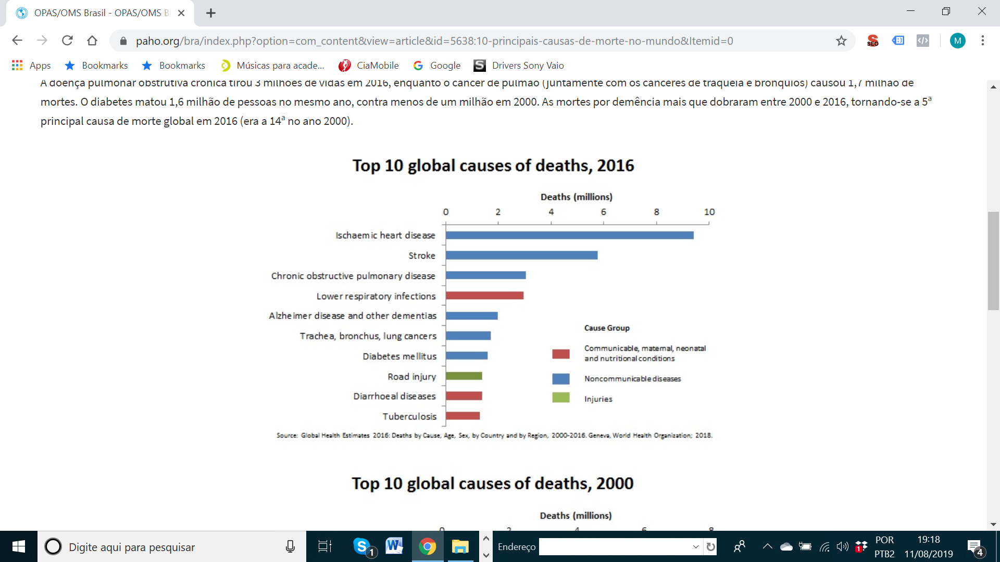 OPAS/OMS Brasil - OPAS/OMS B
paho.org/bra/index.php?option=com_content&view=article&id=5638:10-principais-causas-de-morte-no-mundo&Itemid=0
SEO
M
Apps Bookmarks Bookmarks Músicas para acade... CiaMobile Google S Drivers Sony Vaio
A doença pulmonar obstrutiva crônica tirou 3 milhões de vidas em 2016, enquanto o câncer de pulmão (juntamente com os cânceres de traqueia e brônquios) causou 1,7 milhão de
mortes. O diabetes matou 1,6 milhão de pessoas no mesmo ano, contra menos de um milhão em 2000. As mortes por demência mais que dobraram entre 2000 e 2016, tornando-se a 5ª
principal causa de morte global em 2016 (era a 14ª no ano 2000).
Top 10 global causes of deaths, 2016
Deaths (millions)
0 2 4 6 8 10
Ischaemic heart disease
Stroke
Chronic obstructive pulmonary disease
Lower respiratory infections
Alzheimer disease and other dementias
Trachea, bronchus, lung cancers
Diabetes mellitus
Road injury
Diarrhoeal diseases
Tuberculosis
Cause Group
Communicable, maternal, neonatal
and nutritional conditions
Noncommunicable diseases
Injuries
Source: Global Health Estimates 2016: Deaths by Cause, Age, Sex, by Country and by Region, 2000-2016. Geneva, World Health Organization; 2018.
Top 10 global causes of deaths, 2000
Deaths (millions)
0 2 4 6 8
Digite aqui para pesquisar
S 1
W
Endereço
1
POR
PTB2
19:18
11/08/2019
4